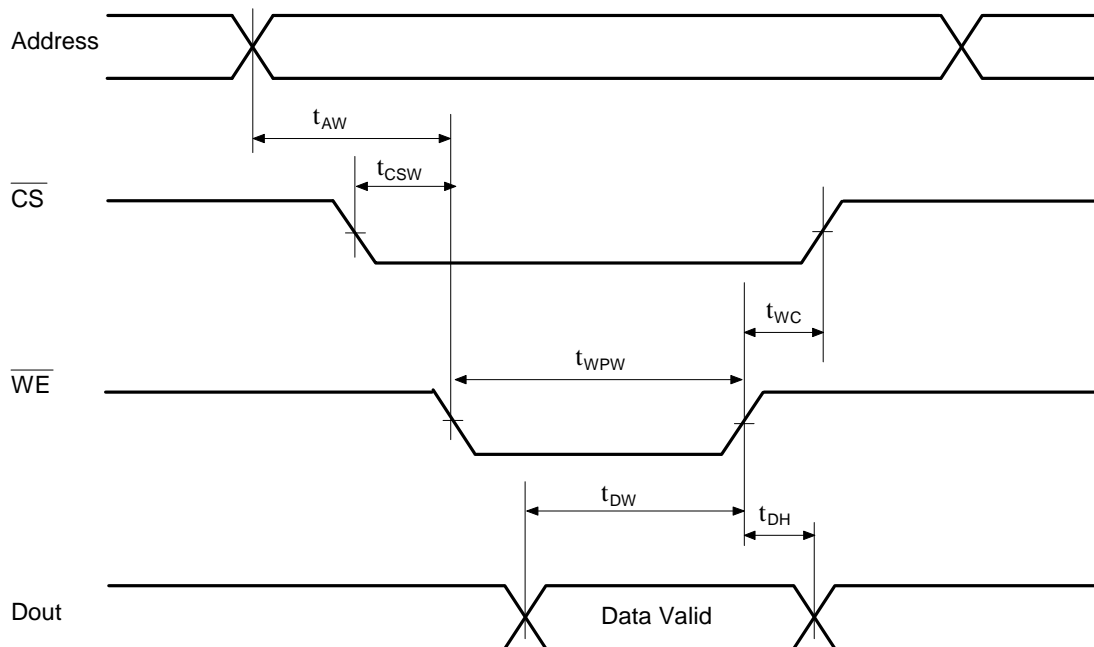 Address
tAW
tCSW
CS
tWC
tWPW
WE
tDW
tDH
Dout
Data Valid